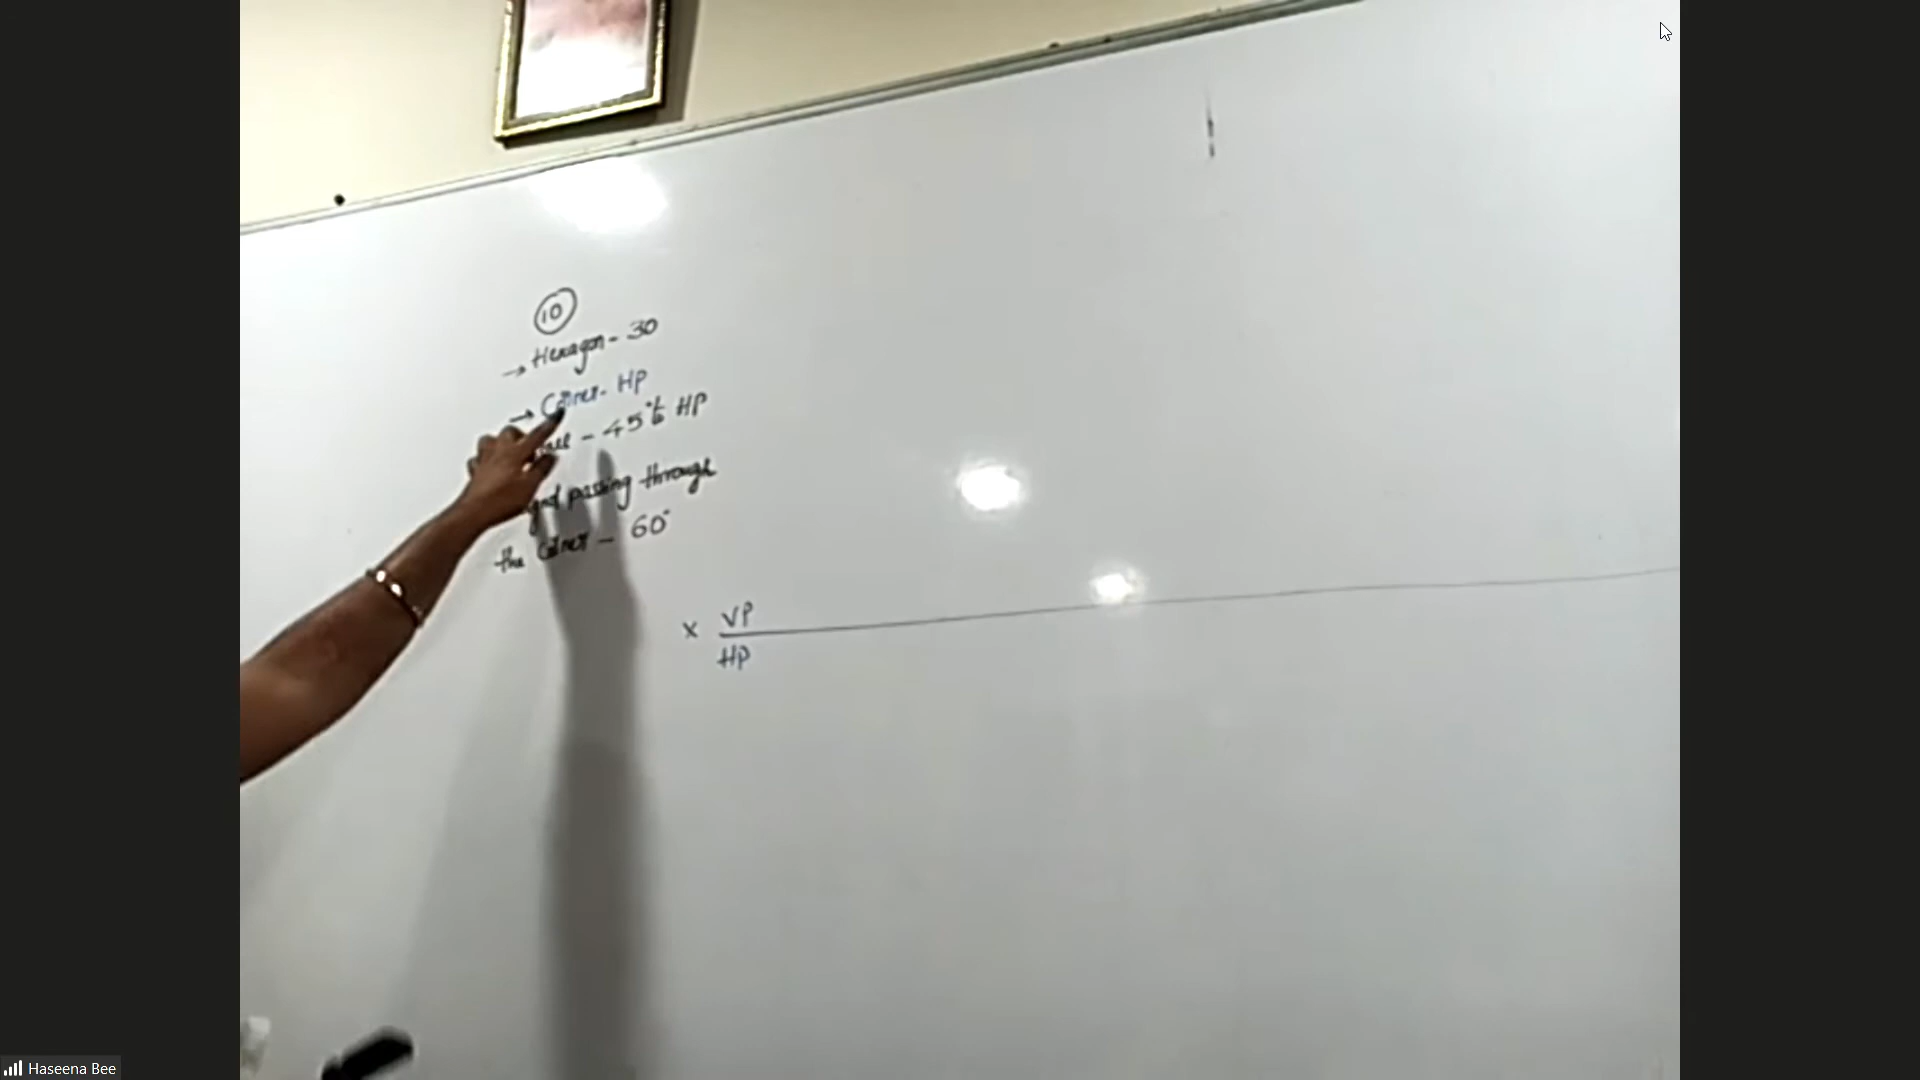 10
→ Hexagon - 30
→ Corner - HP
- 45° to HP
passing through
the corner - 60°
X VP
HP
Haseena Bee